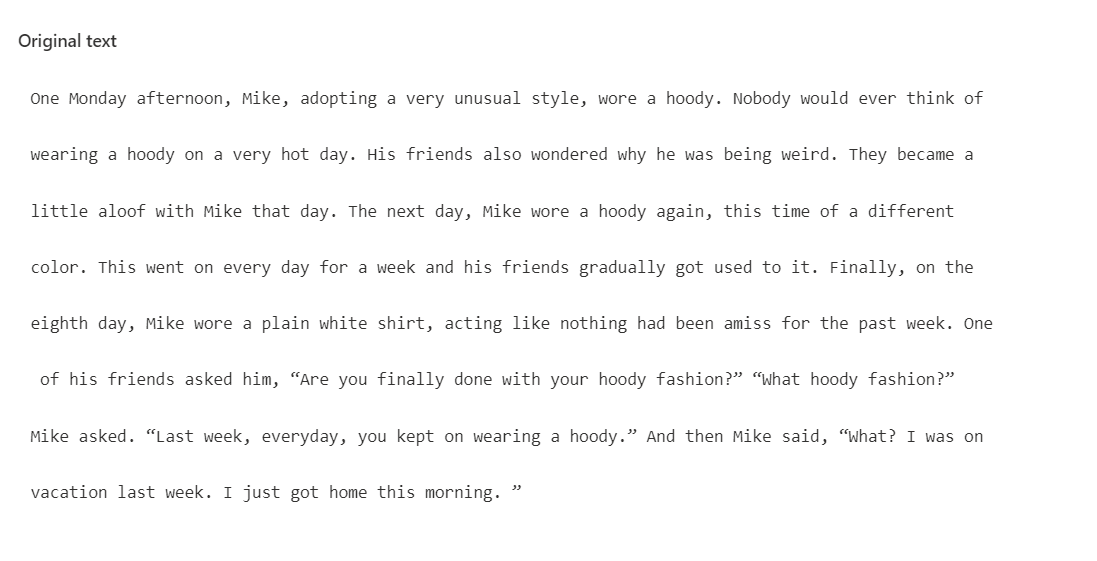 Original text
One Monday afternoon, Mike, adopting a very unusual style, wore a hoody. Nobody would ever think of
wearing a hoody on a very hot day. His friends also wondered why he was being weird. They became a
little aloof with Mike that day. The next day, Mike wore a hoody again, this time of a different
color. This went on every day for a week and his friends gradually got used to it. Finally, on the
eighth day, Mike wore a plain white shirt, acting like nothing had been amiss for the past week. One
of his friends asked him, “Are you finally done with your hoody fashion?” “What hoody fashion?”
Mike asked. “Last week, everyday, you kept on wearing a hoody.” And then Mike said, “What? I was on
vacation last week. I just got home this morning. ”